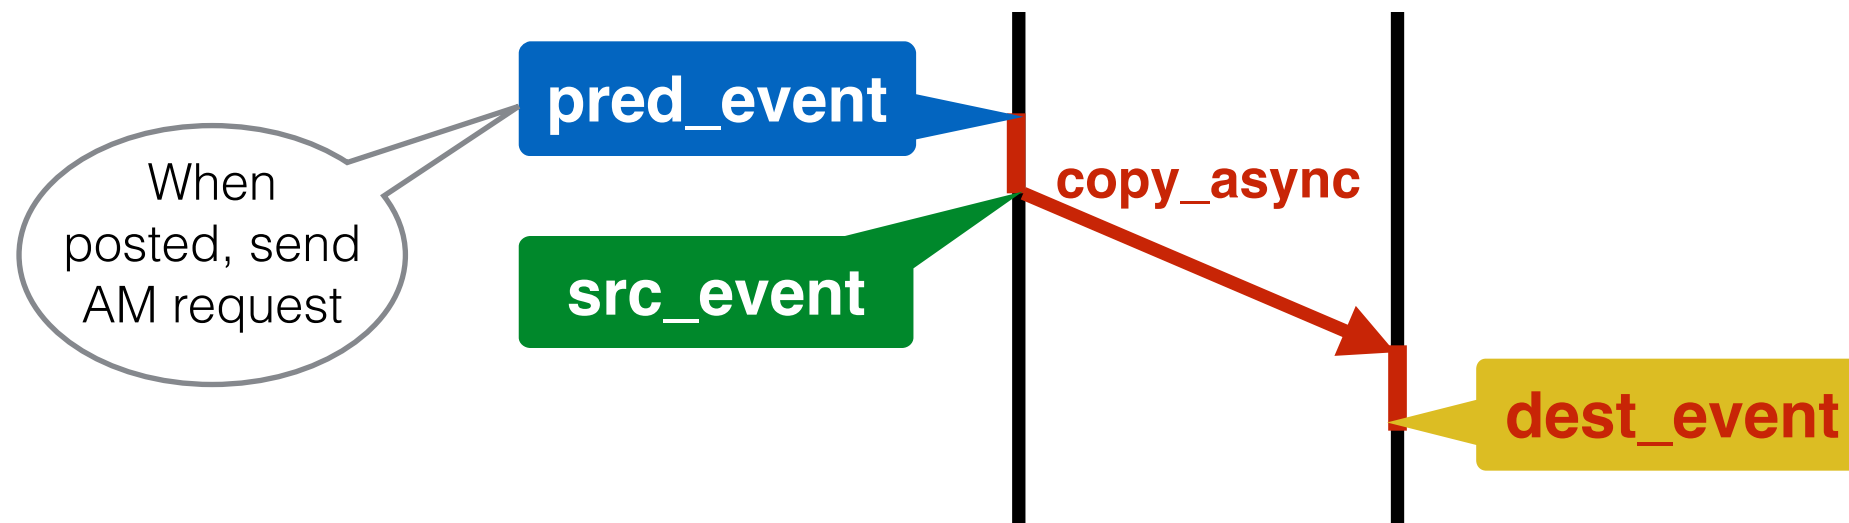 pred_event
When
posted, send
AM request
copy_async
src_event
dest_event